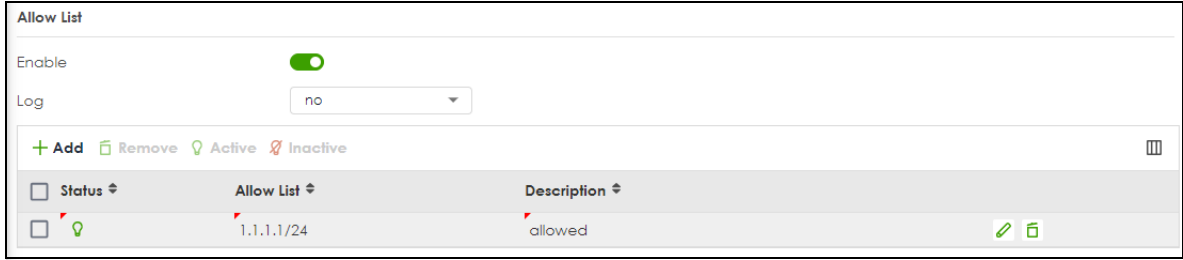 Allow List
Enable
Log no
Add Remove Active Inactive
Status Allow List Description
1.1.1.1/24 allowed